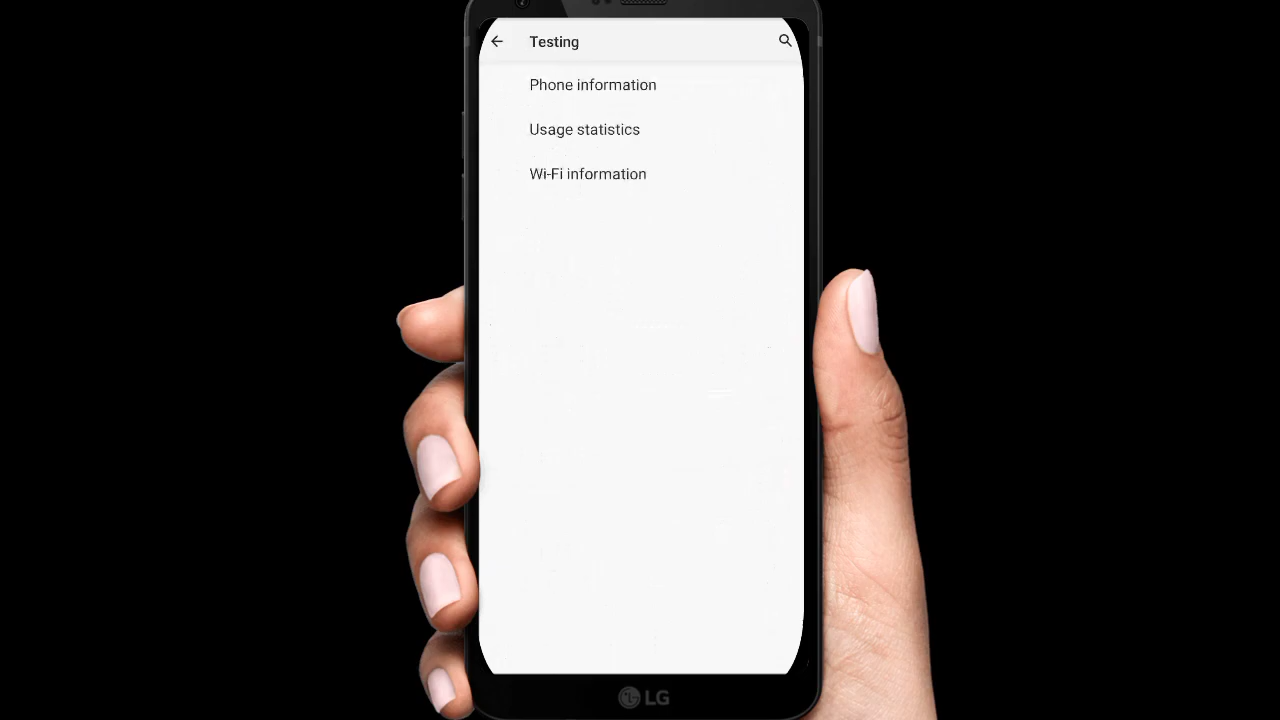 Testing
Phone information
Usage statistics
Wi-Fi information
LG